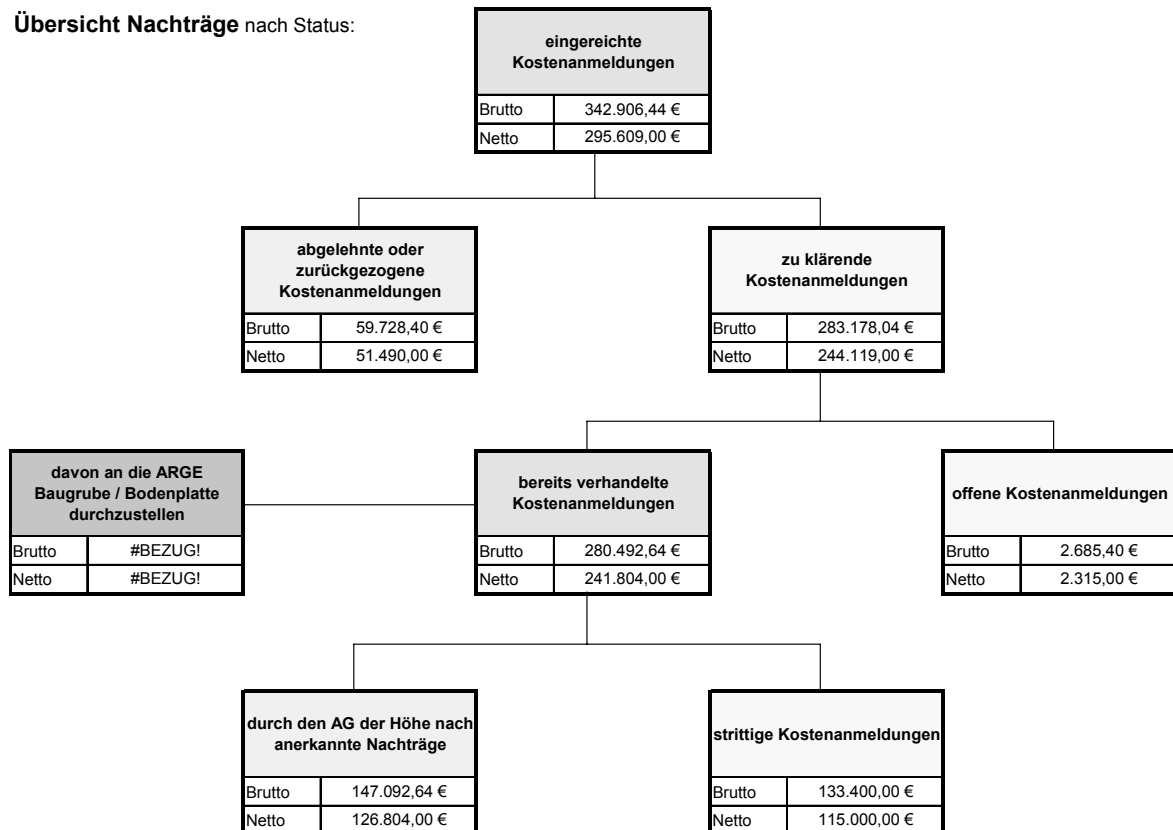 Übersicht Nachträge nach Status:
eingereichte
Kostenanmeldungen
Brutto 342.906,44 €
Netto 295.609,00 €
abgelehnte oder
zurückgezogene
Kostenanmeldungen
Brutto 59.728,40 €
Netto 51.490,00 €
zu klärende
Kostenanmeldungen
Brutto 283.178,04 €
Netto 244.119,00 €
davon an die ARGE
Baugrube / Bodenplatte
durchzustellen
Brutto #BEZUG!
Netto #BEZUG!
bereits verhandelte
Kostenanmeldungen
Brutto 280.492,64 €
Netto 241.804,00 €
offene Kostenanmeldungen
Brutto 2.685,40 €
Netto 2.315,00 €
durch den AG der Höhe nach
anerkannte Nachträge
Brutto 147.092,64 €
Netto 126.804,00 €
strittige Kostenanmeldungen
Brutto 133.400,00 €
Netto 115.000,00 €